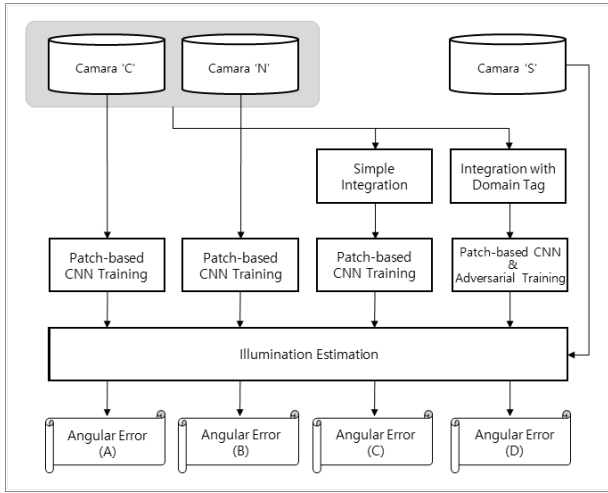 Camara 'C'
Camara 'N'
Camara 'S'
Simple
Integration
Integration with
Domain Tag
Patch-based
CNN Training
Patch-based
CNN Training
Patch-based
CNN Training
Patch-based CNN
&
Adversarial Training
Illumination Estimation
Angular Error
(A)
Angular Error
(B)
Angular Error
(C)
Angular Error
(D)